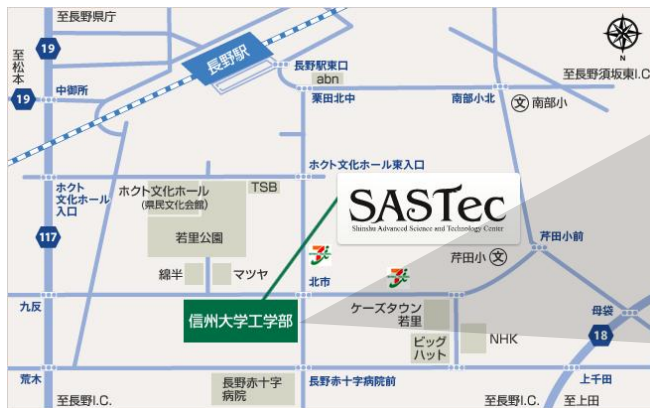 至長野県庁
19
至松本
19
中御所
長野駅
長野駅東口
abn
栗田北中
南部小北
文 南部小
至長野須坂東I.C.
N
ホクト文化ホール東入口
ホクト
文化ホール
入口
ホクト文化ホール
(県民文化会館)
TSB
若里公園
117
SASTec
Shinshu Advanced Science and Technology Center
芹田小前
芹田小 文
綿半
マツヤ
7
7
北市
九反
信州大学工学部
ケーズタウン
若里
母袋
18
ビッグ
ハット
NHK
荒木
長野赤十字
病院
長野赤十字病院前
上千田
至長野I.C.
至長野I.C.
至上田